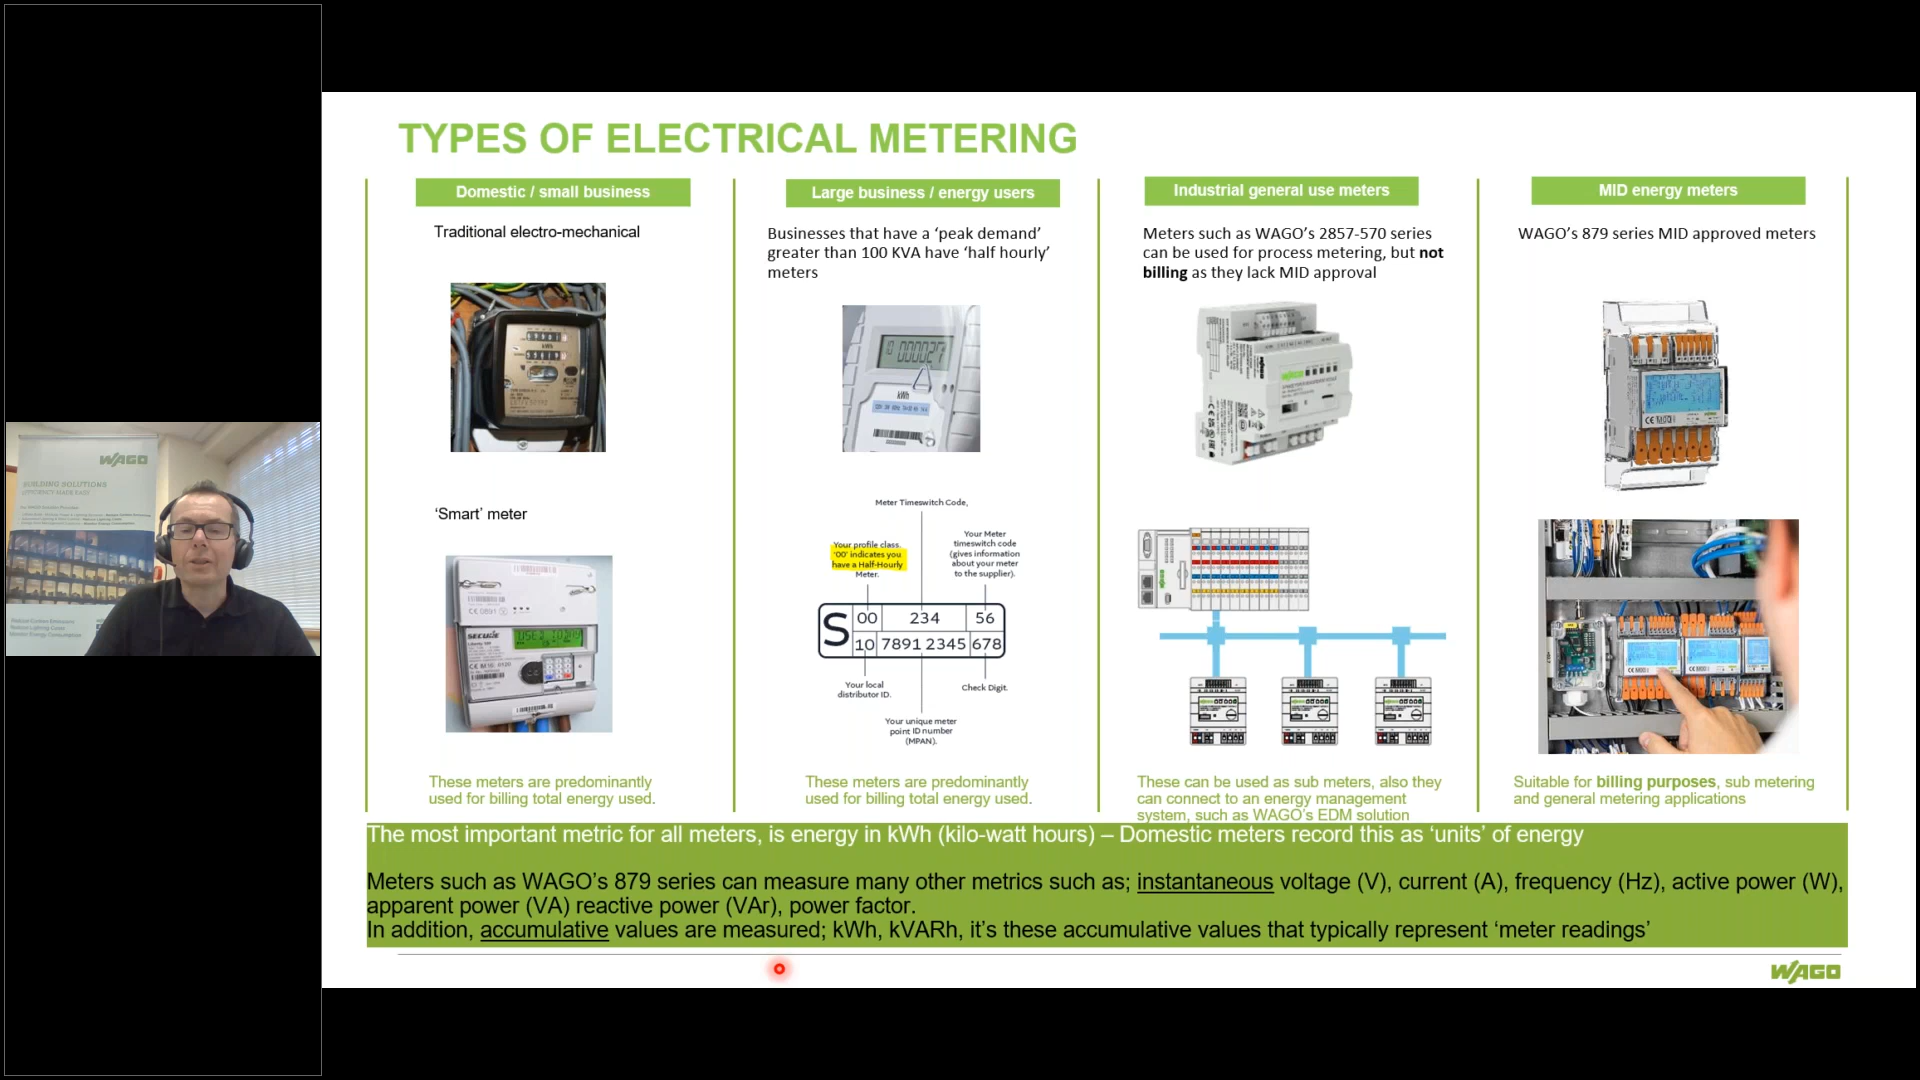 TYPES OF ELECTRICAL METERING
Domestic / small business
Traditional electro-mechanical
kWh
‘Smart’ meter
SECURE
These meters are predominantly
used for billing total energy used.
Large business / energy users
Businesses that have a ‘peak demand’
greater than 100 KVA have ‘half hourly’
meters
kWh
Meter Timeswitch Code,
Your profile class.
‘00’ indicates you
have a Half-Hourly
Meter.
Your Meter
timeswitch code
(gives information
about your meter
to the supplier).
S 00 234 56
10 7891 2345 678
Your local
distributor ID.
Check Digit.
Your unique meter
point ID number
(MPAN).
These meters are predominantly
used for billing total energy used.
Industrial general use meters
Meters such as WAGO’s 2857-570 series
can be used for process metering, but not
billing as they lack MID approval
These can be used as sub meters, also they
can connect to an energy management
system, such as WAGO’s EDM solution
MID energy meters
WAGO’s 879 series MID approved meters
Suitable for billing purposes, sub metering
and general metering applications
The most important metric for all meters, is energy in kWh (kilo-watt hours) – Domestic meters record this as ‘units’ of energy
Meters such as WAGO’s 879 series can measure many other metrics such as; instantaneous voltage (V), current (A), frequency (Hz), active power (W),
apparent power (VA) reactive power (VAr), power factor.
In addition, accumulative values are measured; kWh, kVARh, it’s these accumulative values that typically represent ‘meter readings’
WAGO
WAGO
BUILDING SOLUTIONS
EFFICIENCY MADE EASY